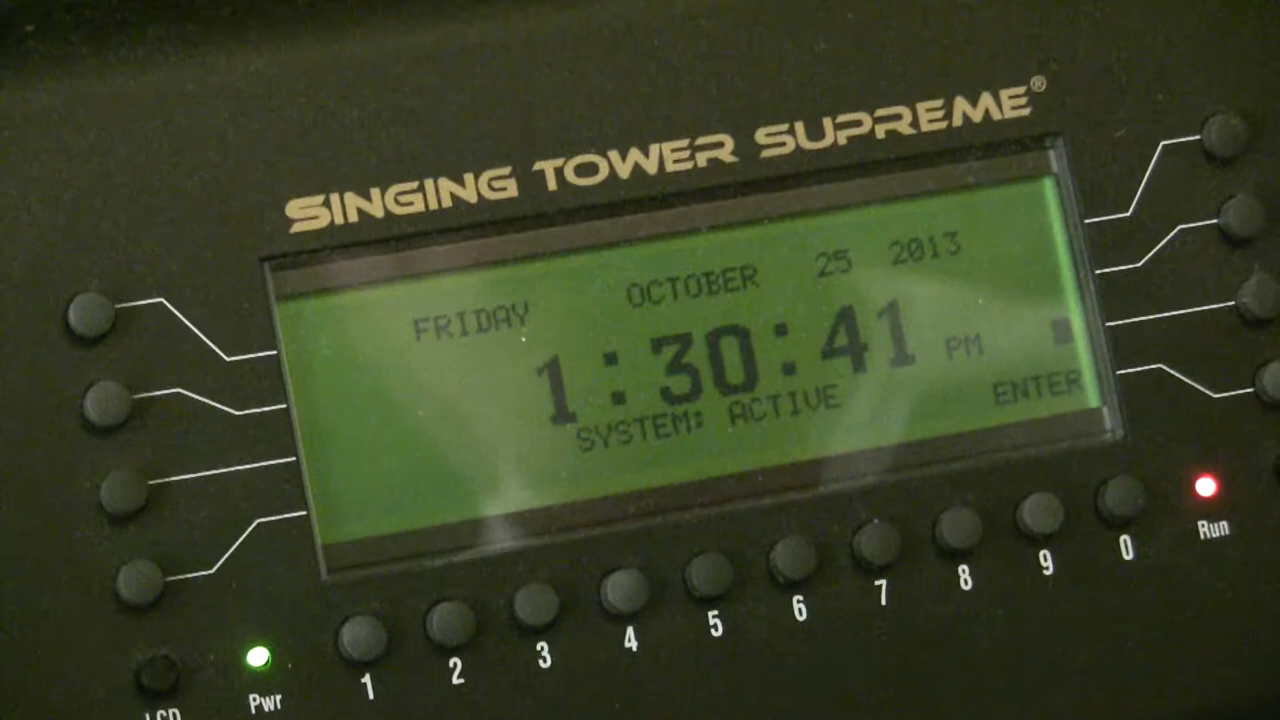 SINGING TOWER SUPREME®
FRIDAY OCTOBER 25 2013
1:30:41 PM
SYSTEM: ACTIVE
ENTER
1 2 3 4 5 6 7 8 9 0
Run
Pwr
LCD